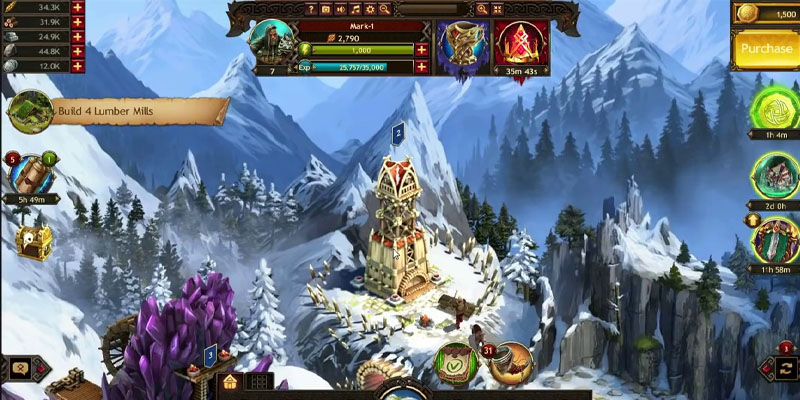 34.3K
31.9K
24.9K
44.8K
12.0K
?
Mark-1
2,790
1,000
Exp 25,757/35,000
7
35m 43s
1,500
Purchase
Build 4 Lumber Mills
5
1
5h 49m
2
1h 4m
2d 0h
11h 58m
3
31
3